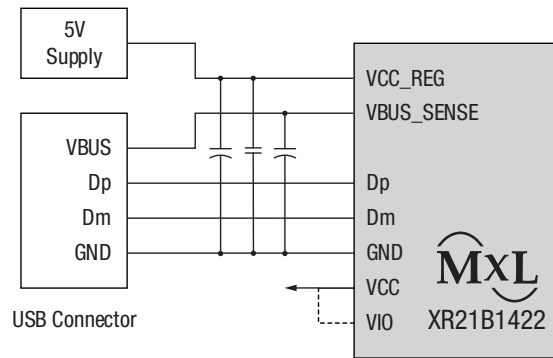 5V
Supply
VCC_REG
VBUS_SENSE
VBUS
Dp
Dm
GND
Dp
Dm
GND
VCC
VIO
MxL
XR21B1422
USB Connector